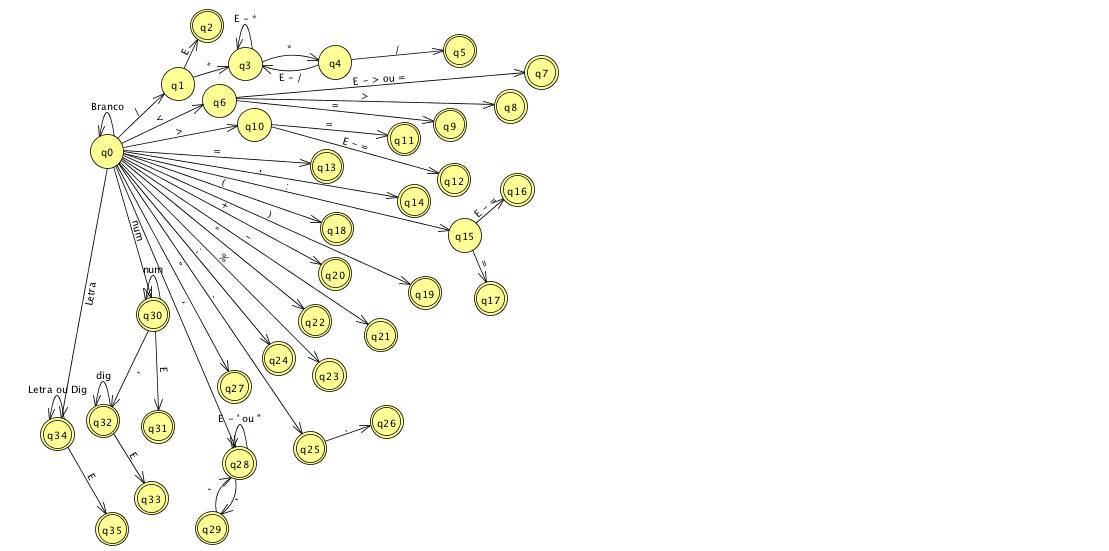 q2
E - *
E
*
q3
*
q4
/
q5
E - /
q1
E - > ou =
q7
Branco
/
<
q6
>
q8
=
q9
>
q10
=
q11
E - =
q12
q0
=
q13
,
q14
(
:
q16
E - =
+
)
q18
q15
num
-
=
%
q20
q17
num
q19
Letra
q30
q22
q21
q24
q23
E
q27
dig
Letra ou Dig
q32
q31
E - ' ou "
q26
.
q34
q25
q28
E
E
q33
q35
q29